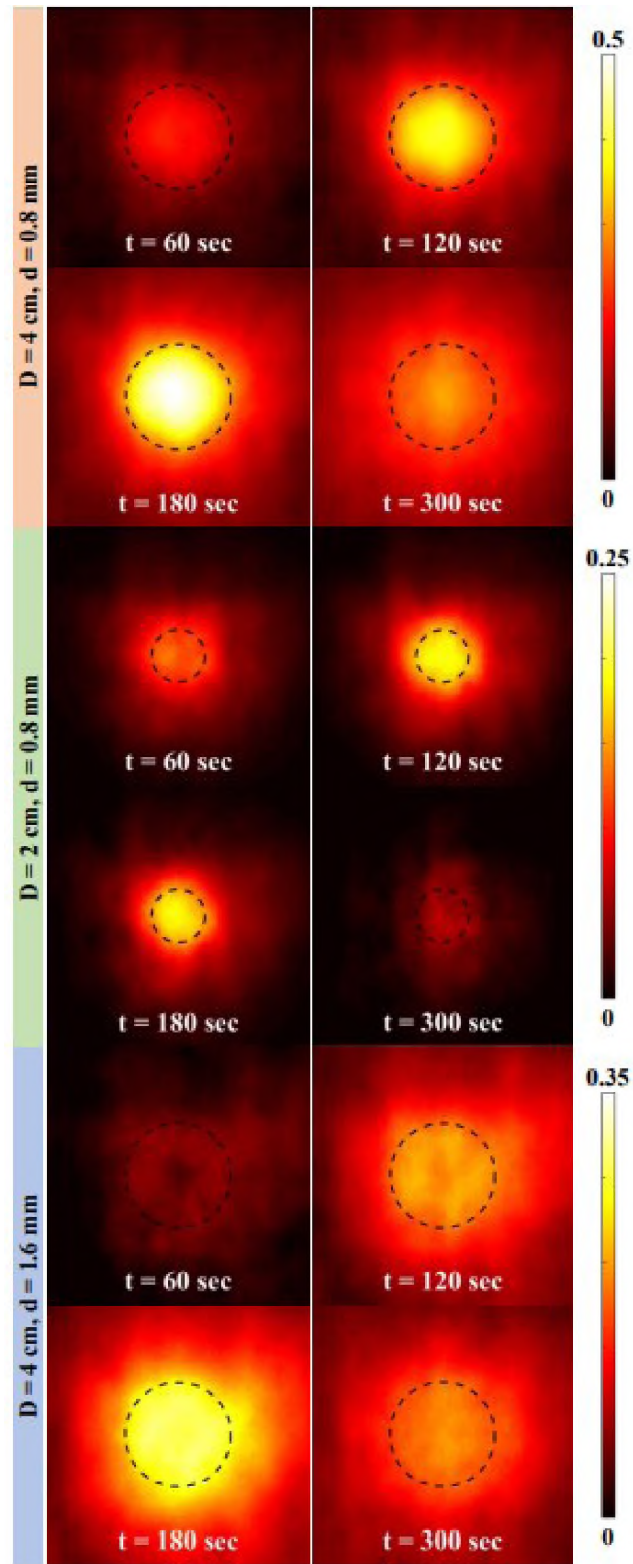 D = 4 cm, d = 0.8 mm
t = 60 sec
t = 120 sec
t = 180 sec
t = 300 sec
0.5
0
D = 2 cm, d = 0.8 mm
t = 60 sec
t = 120 sec
t = 180 sec
t = 300 sec
0.25
0
D = 4 cm, d = 1.6 mm
t = 60 sec
t = 120 sec
t = 180 sec
t = 300 sec
0.35
0